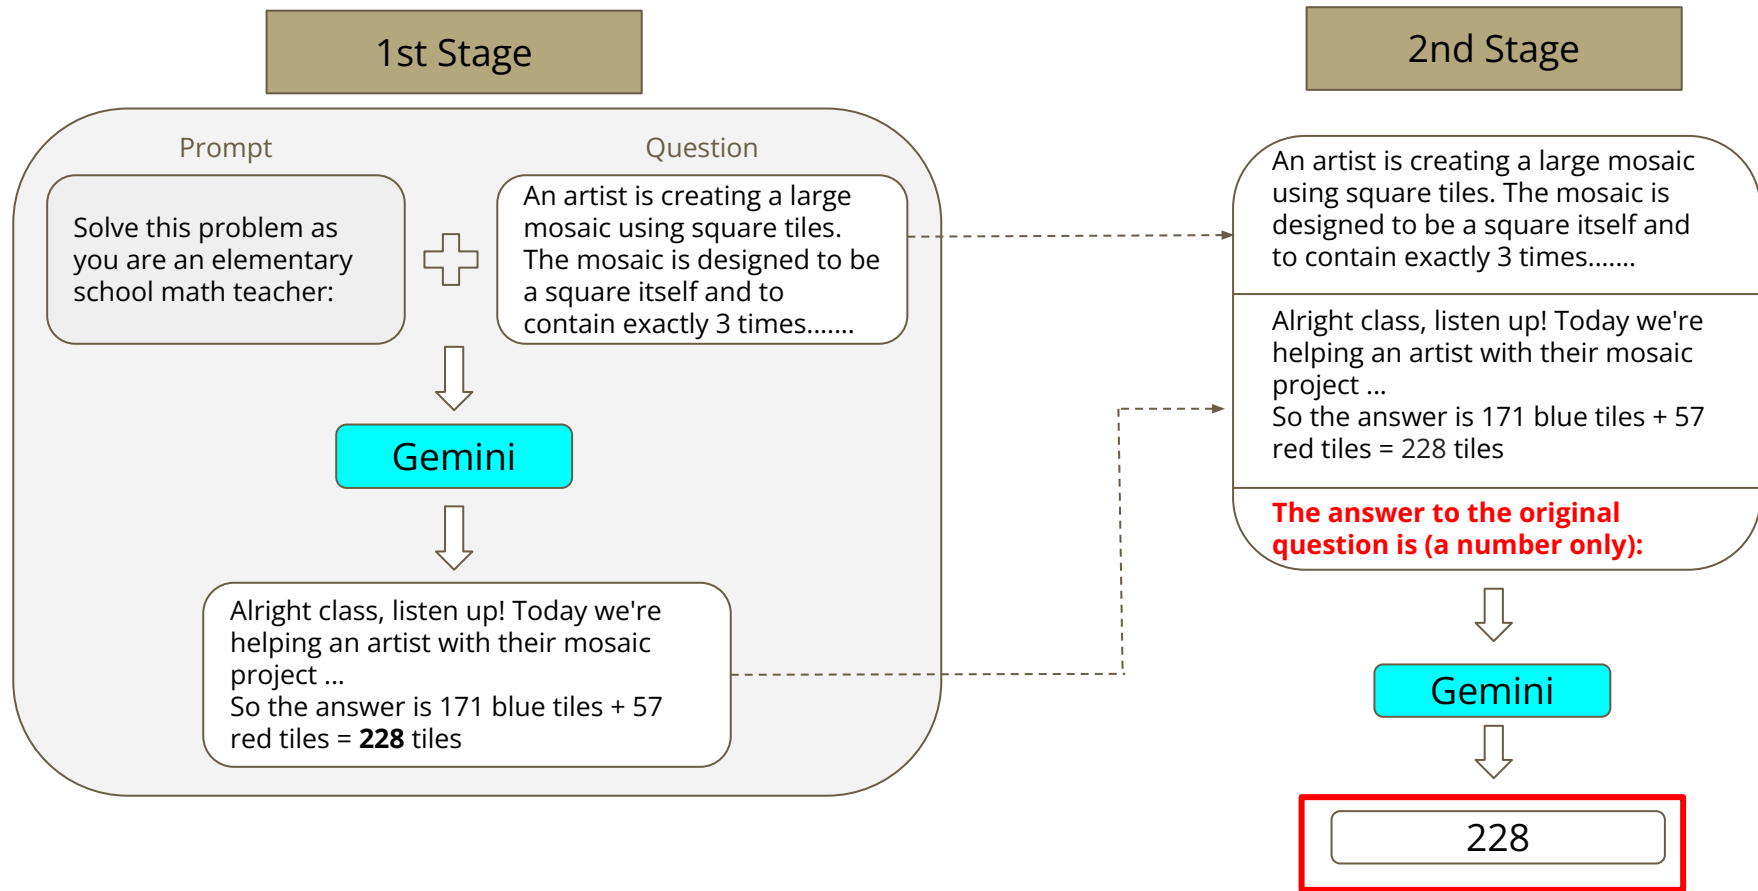 1st Stage
Prompt
Question
Solve this problem as
you are an elementary
school math teacher:
An artist is creating a large
mosaic using square tiles.
The mosaic is designed to be
a square itself and to
contain exactly 3 times.......
Gemini
Alright class, listen up! Today we're
helping an artist with their mosaic
project ...
So the answer is 171 blue tiles + 57
red tiles = 228 tiles
2nd Stage
An artist is creating a large mosaic
using square tiles. The mosaic is
designed to be a square itself and
to contain exactly 3 times.......
Alright class, listen up! Today we're
helping an artist with their mosaic
project ...
So the answer is 171 blue tiles + 57
red tiles = 228 tiles
The answer to the original
question is (a number only):
Gemini
228